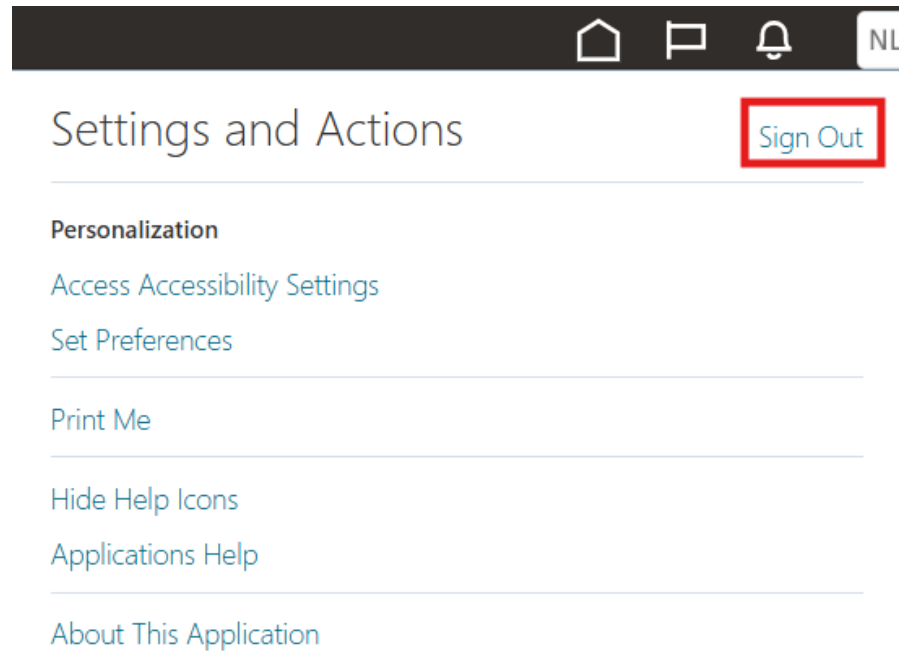 NL
Settings and Actions
Sign Out
Personalization
Access Accessibility Settings
Set Preferences
Print Me
Hide Help Icons
Applications Help
About This Application